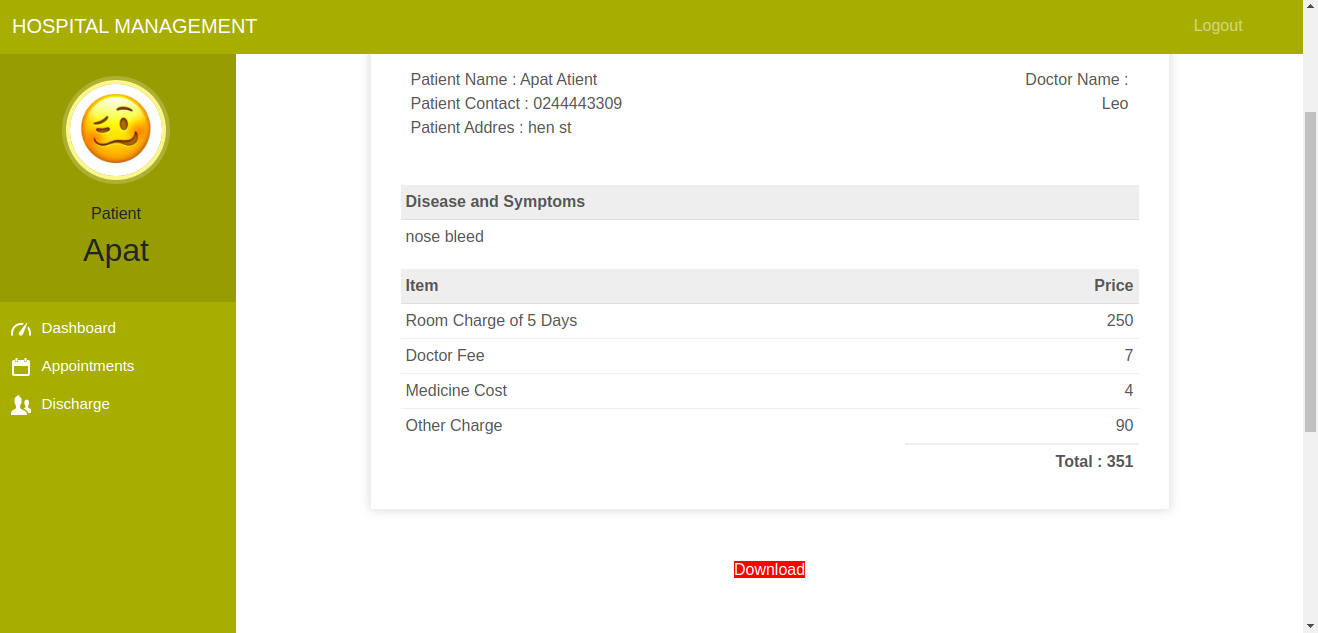 HOSPITAL MANAGEMENT
Logout
Patient
Apat
Dashboard
Appointments
Discharge
Patient Name : Apat Atient
Patient Contact : 0244443309
Patient Addres : hen st
Doctor Name :
Leo
Disease and Symptoms
nose bleed
Item Price
Room Charge of 5 Days 250
Doctor Fee 7
Medicine Cost 4
Other Charge 90
Total : 351
Download